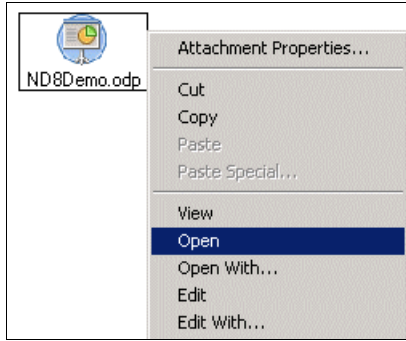 ND8Demo.odp
Attachment Properties...
Cut
Copy
Paste
Paste Special...
View
Open
Open With...
Edit
Edit With...